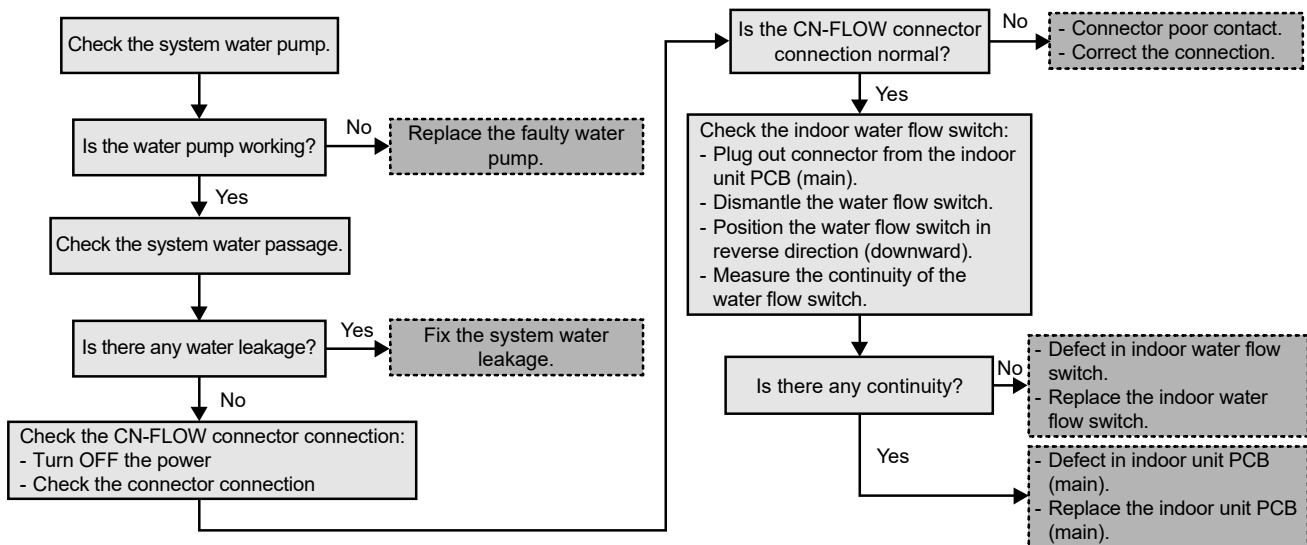 Check the system water pump.
Is the water pump working?
No
Replace the faulty water
pump.
Yes
Check the system water passage.
Is there any water leakage?
Yes
Fix the system water
leakage.
No
Check the CN-FLOW connector connection:
- Turn OFF the power
- Check the connector connection
Is the CN-FLOW connector
connection normal?
No
- Connector poor contact.
- Correct the connection.
Yes
Check the indoor water flow switch:
- Plug out connector from the indoor
unit PCB (main).
- Dismantle the water flow switch.
- Position the water flow switch in
reverse direction (downward).
- Measure the continuity of the
water flow switch.
Is there any continuity?
No
- Defect in indoor water flow
switch.
- Replace the indoor water
flow switch.
Yes
- Defect in indoor unit PCB
(main).
- Replace the indoor unit PCB
(main).